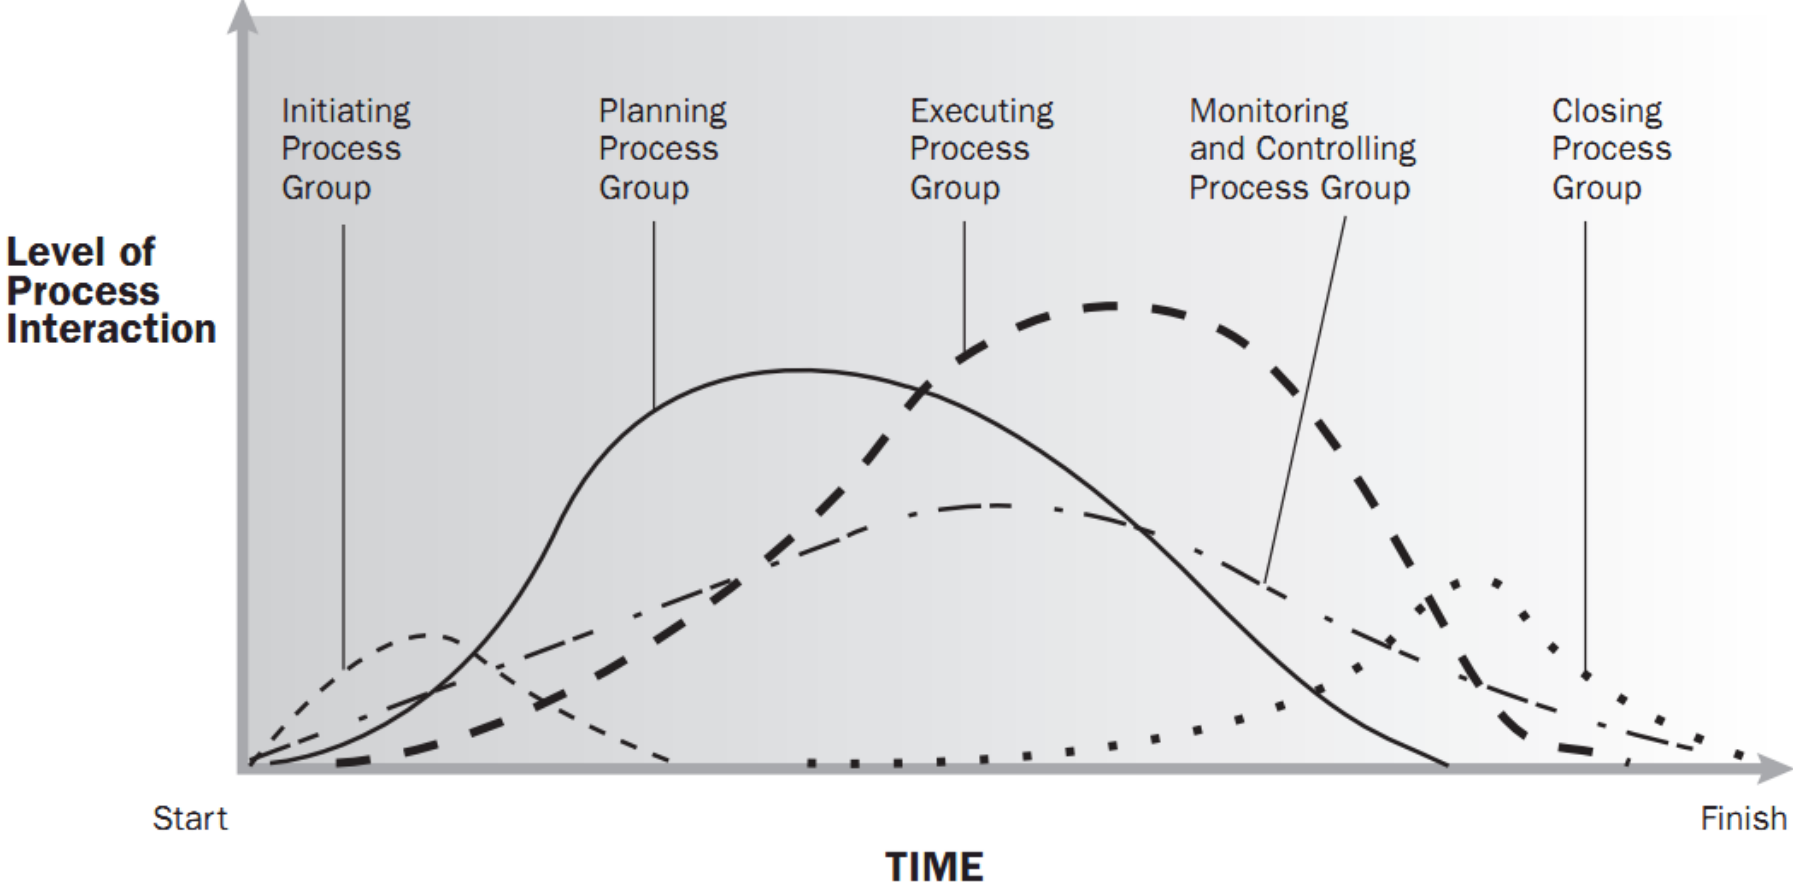 Initiating
Process
Group
Planning
Process
Group
Executing
Process
Group
Monitoring
and Controlling
Process Group
Closing
Process
Group
Level of
Process
Interaction
Start
Finish
TIME